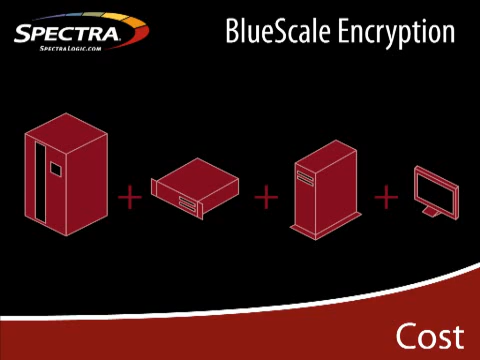 SPECTRA
SPECTRALOGIC.COM
BlueScale Encryption
+ + +
Cost